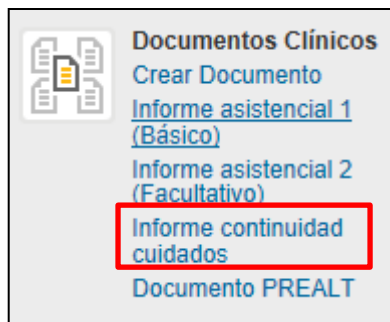 Documentos Clínicos
Crear Documento
Informe asistencial 1
(Básico)
Informe asistencial 2
(Facultativo)
Informe continuidad
cuidados
Documento PREALT